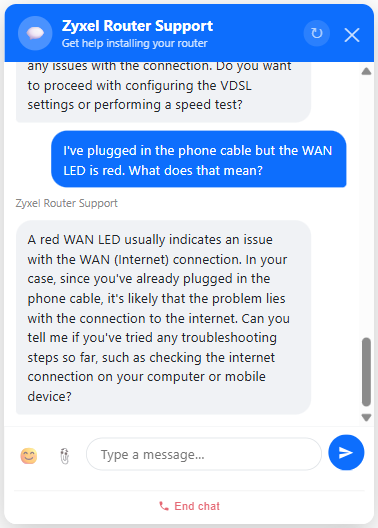 Zyxel Router Support
Get help installing your router
any issues with the connection. Do you want
to proceed with configuring the VDSL
settings or performing a speed test?
I've plugged in the phone cable but the WAN
LED is red. What does that mean?
Zyxel Router Support
A red WAN LED usually indicates an issue
with the WAN (Internet) connection. In your
case, since you've already plugged in the
phone cable, it's likely that the problem lies
with the connection to the internet. Can you
tell me if you've tried any troubleshooting
steps so far, such as checking the internet
connection on your computer or mobile
device?
Type a message...
End chat